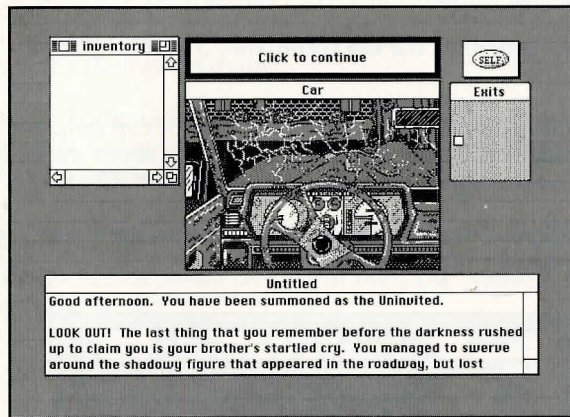 inventory
Click to continue
SELF
Car
Exits
Untitled
Good afternoon. You have been summoned as the Uninvited.
LOOK OUT! The last thing that you remember before the darkness rushed
up to claim you is your brother's startled cry. You managed to swerve
around the shadowy figure that appeared in the roadway, but lost